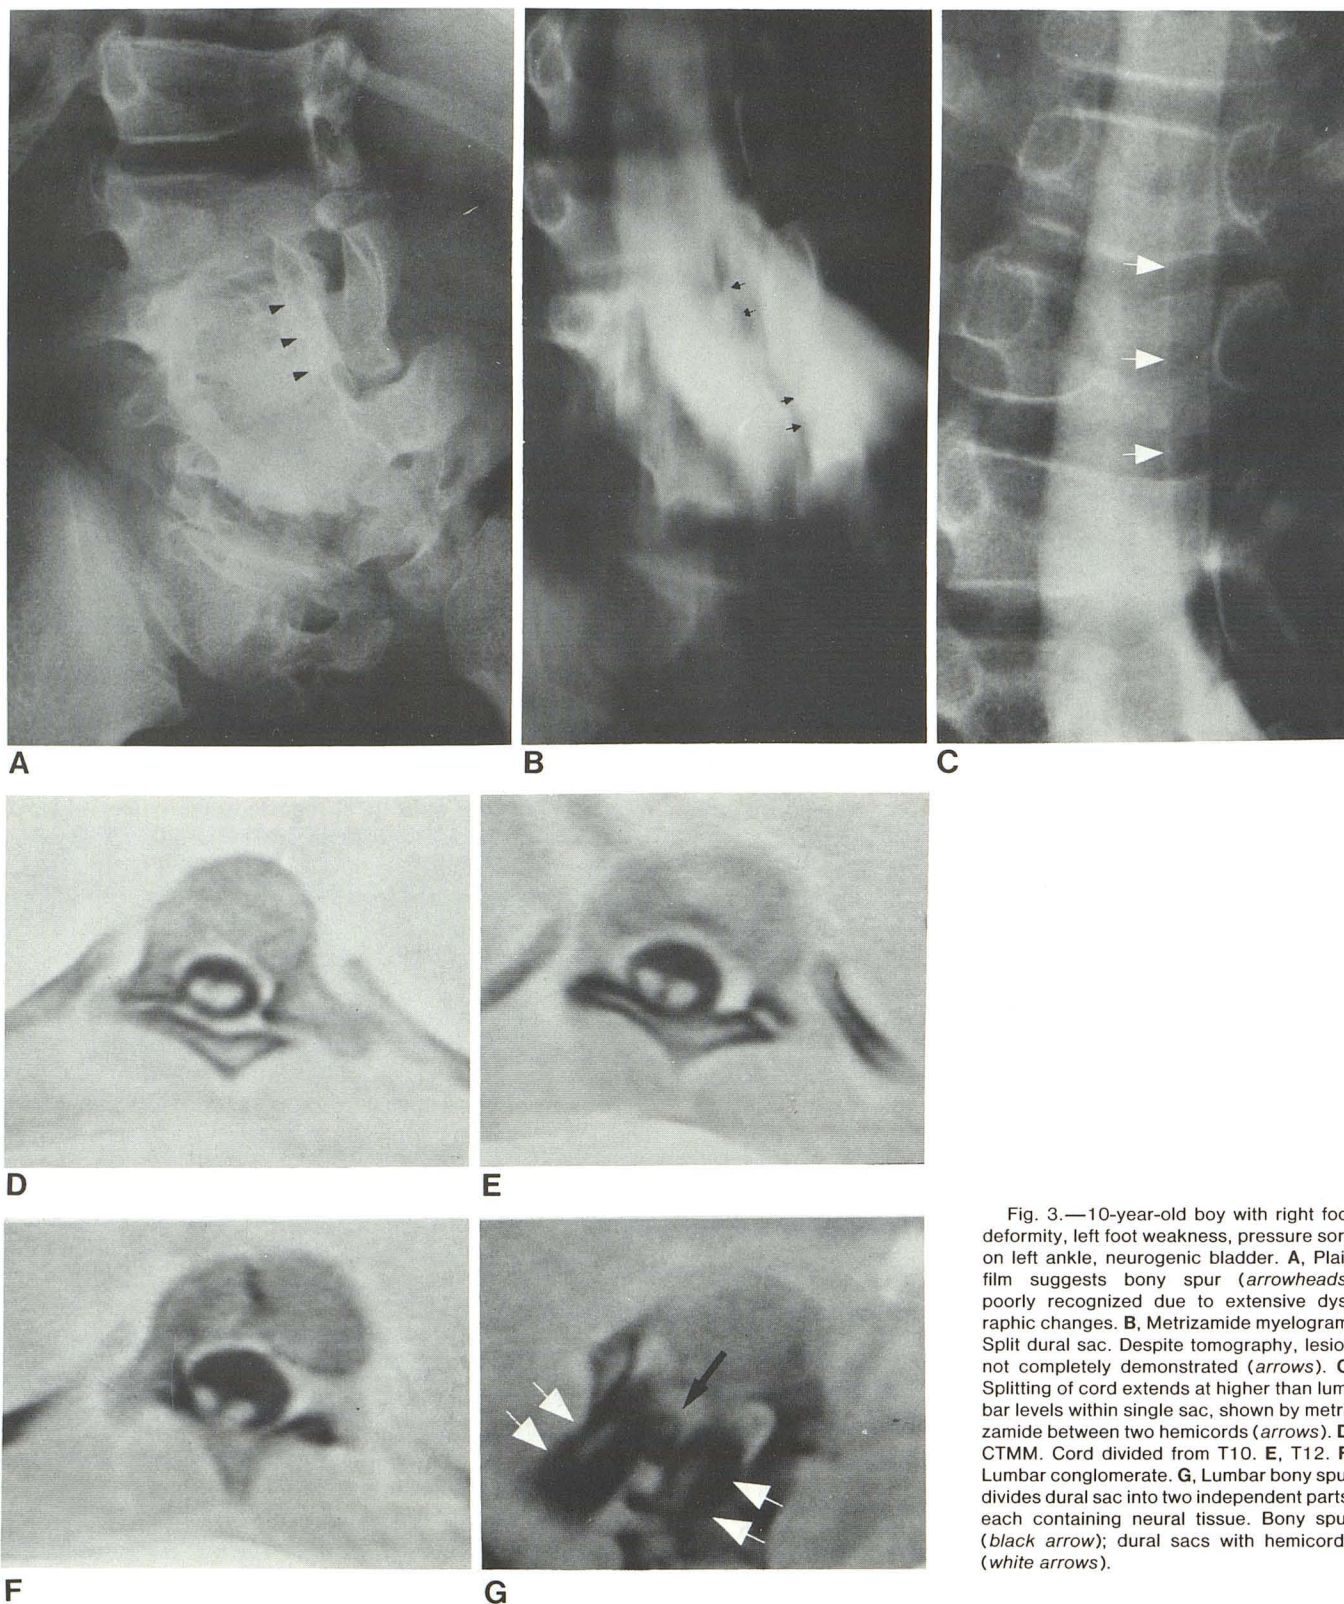 A
B
C
D
E
F
G
Fig. 3.—10-year-old boy with right foo
deformity, left foot weakness, pressure sor
on left ankle, neurogenic bladder. A, Plai
film suggests bony spur (arrowheads
poorly recognized due to extensive dys
raphic changes. B, Metrizamide myelogram
Split dural sac. Despite tomography, lesio
not completely demonstrated (arrows). C
Splitting of cord extends at higher than lum
bar levels within single sac, shown by metri
zamide between two hemicords (arrows). D
CTMM. Cord divided from T10. E, T12. F
Lumbar conglomerate. G, Lumbar bony spu
divides dural sac into two independent parts
each containing neural tissue. Bony spu
(black arrow); dural sacs with hemicord
(white arrows).